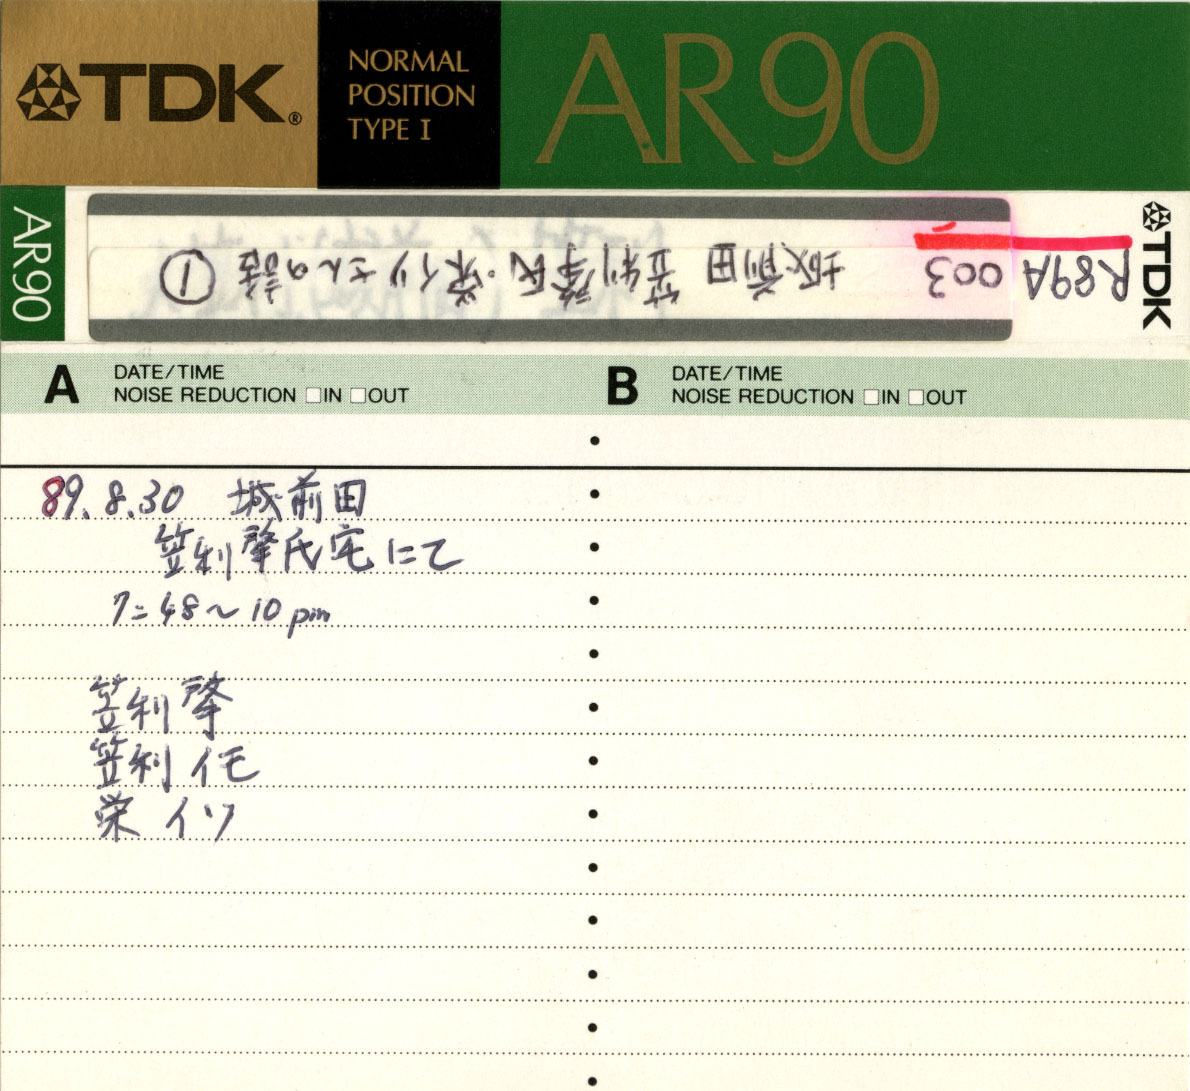 TDK®
NORMAL
POSITION
TYPE I
AR90
AR90
R89A 003 城前田 笠利肇氏・栄イツさんの話 ①
TDK
A DATE/TIME
NOISE REDUCTION □IN □OUT
B DATE/TIME
NOISE REDUCTION □IN □OUT
89.8.30 城前田
笠利肇氏宅にて
7:48〜10pm
笠利肇
笠利イモ
栄イツ